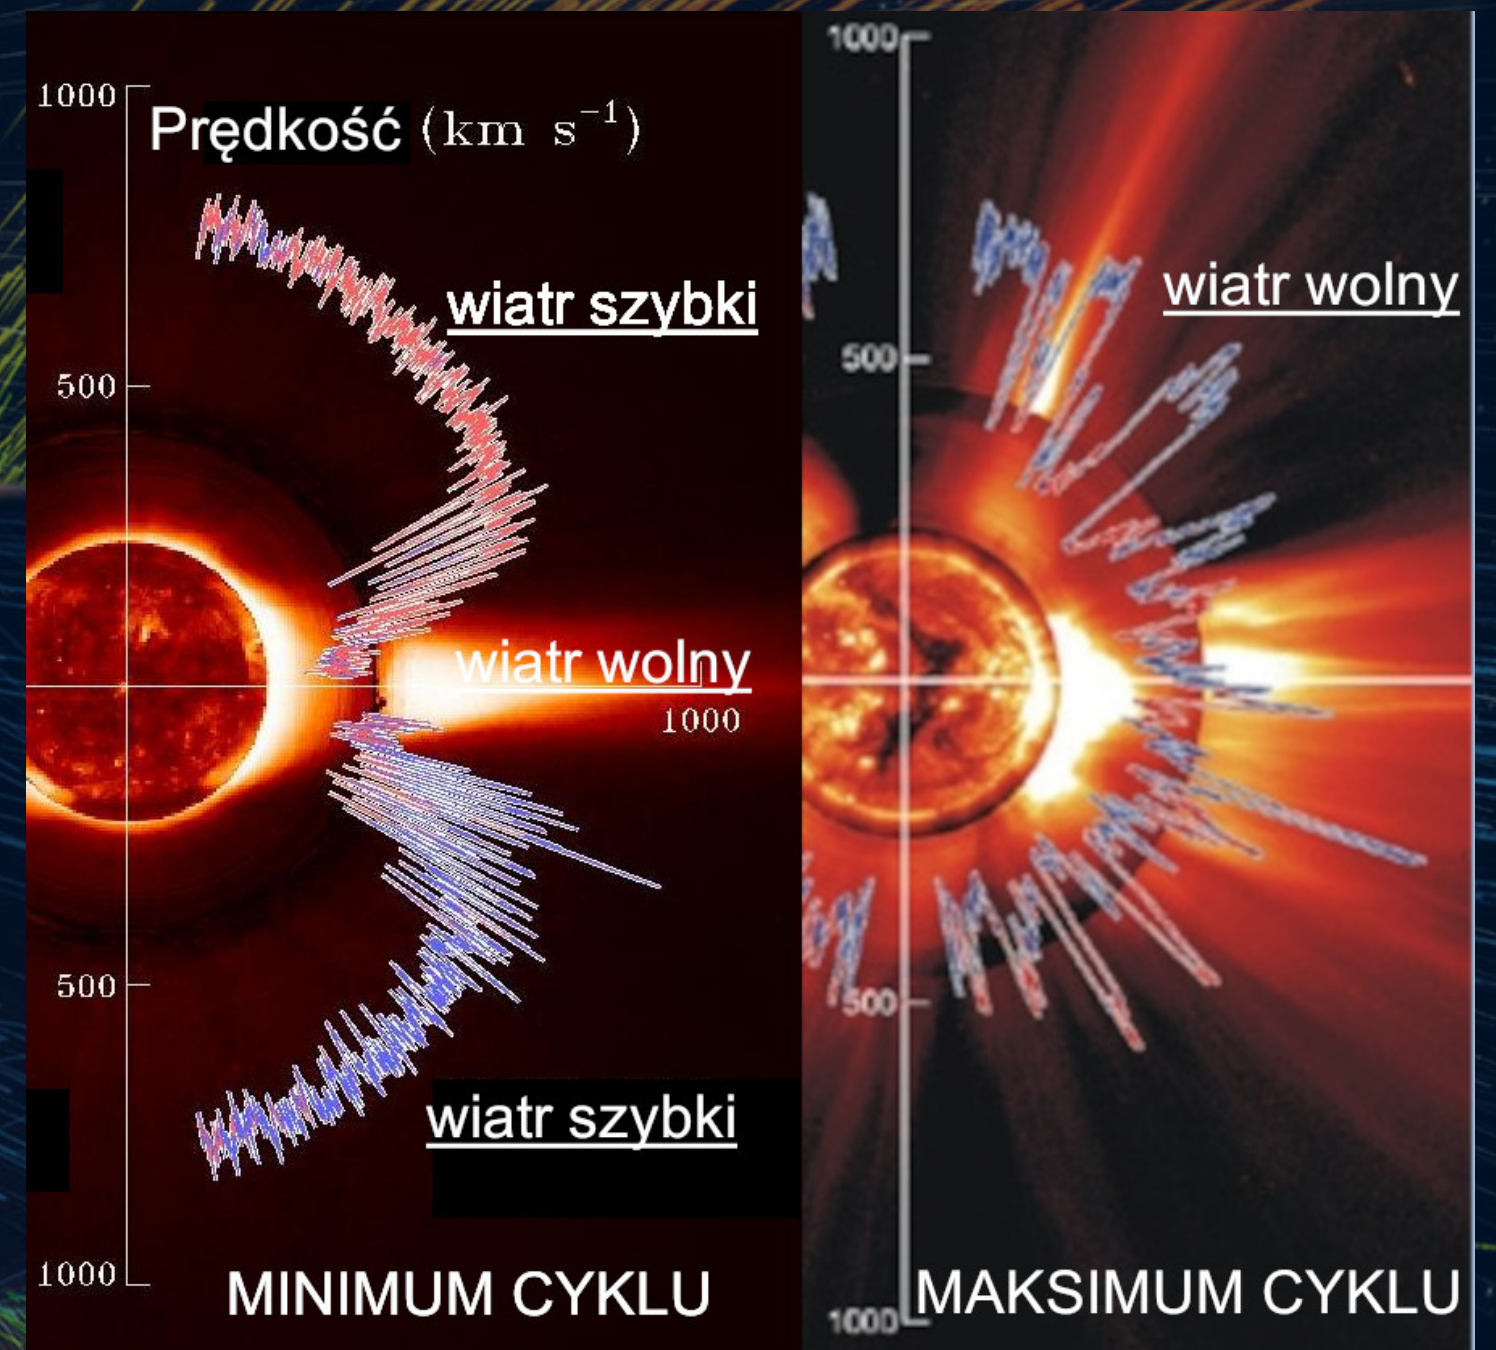 1000
Prędkość (km s⁻¹)
wiatr szybki
500
wiatr wolny
1000
500
wiatr szybki
1000
MINIMUM CYKLU
1000
wiatr wolny
500
500
1000
MAKSIMUM CYKLU